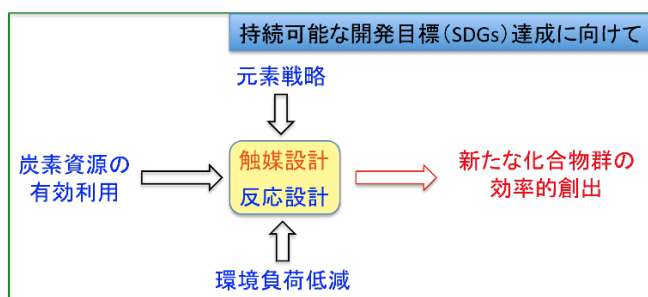 持続可能な開発目標(SDGs)達成に向けて
元素戦略
炭素資源の
有効利用
触媒設計
反応設計
新たな化合物群の
効率的創出
環境負荷低減